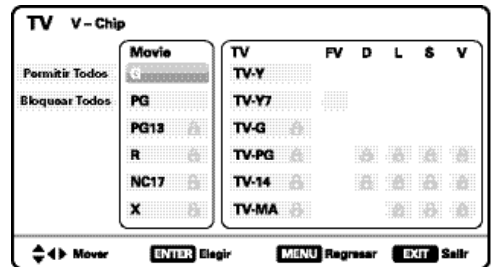 TV V - Chip
Movie TV FV D L S V
Permitir Todos G TV-Y
Bloquear Todos PG TV-Y7
PG13 TV-G
R TV-PG
NC17 TV-14
X TV-MA
Mover ENTER Elegir MENU Regresar EXIT Salir